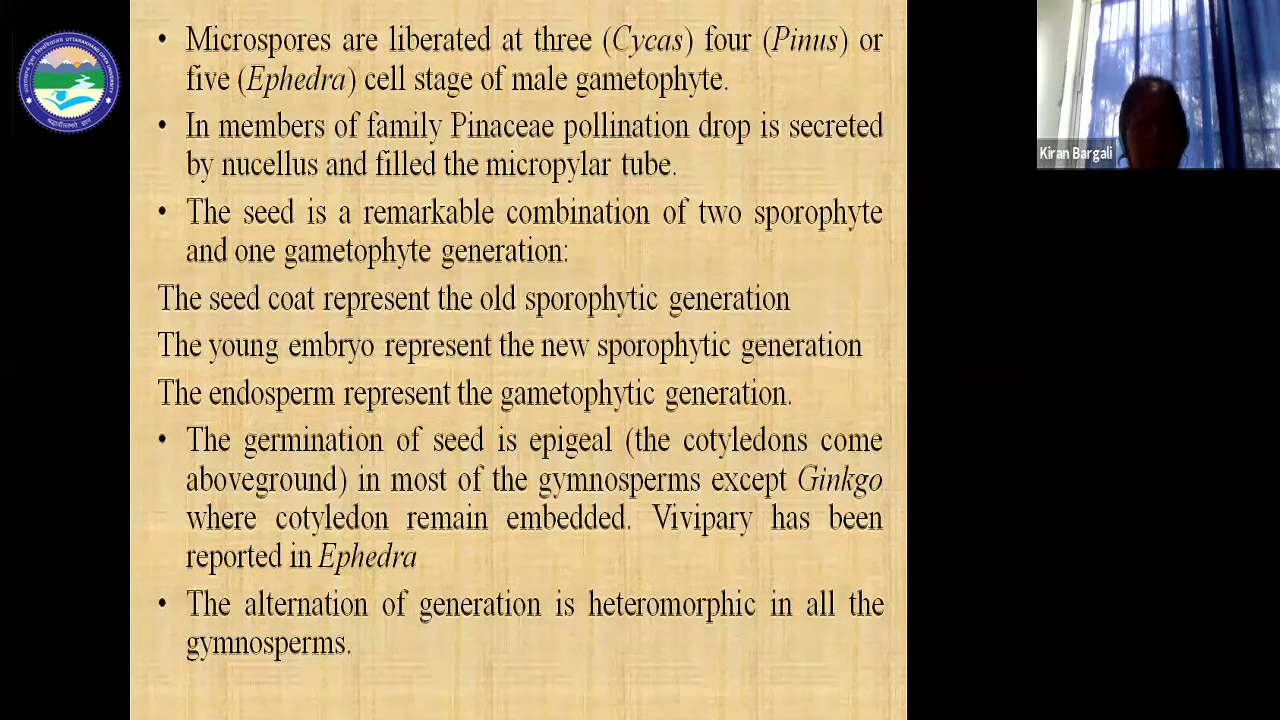 • Microspores are liberated at three (Cycas) four (Pinus) or
five (Ephedra) cell stage of male gametophyte.
• In members of family Pinaceae pollination drop is secreted
by nucellus and filled the micropylar tube.
• The seed is a remarkable combination of two sporophyte
and one gametophyte generation:
The seed coat represent the old sporophytic generation
The young embryo represent the new sporophytic generation
The endosperm represent the gametophytic generation.
• The germination of seed is epigeal (the cotyledons come
aboveground) in most of the gymnosperms except Ginkgo
where cotyledon remain embedded. Vivipary has been
reported in Ephedra
• The alternation of generation is heteromorphic in all the
gymnosperms.
Kiran Bargali
UTTARAKHAND OPEN UNIVERSITY